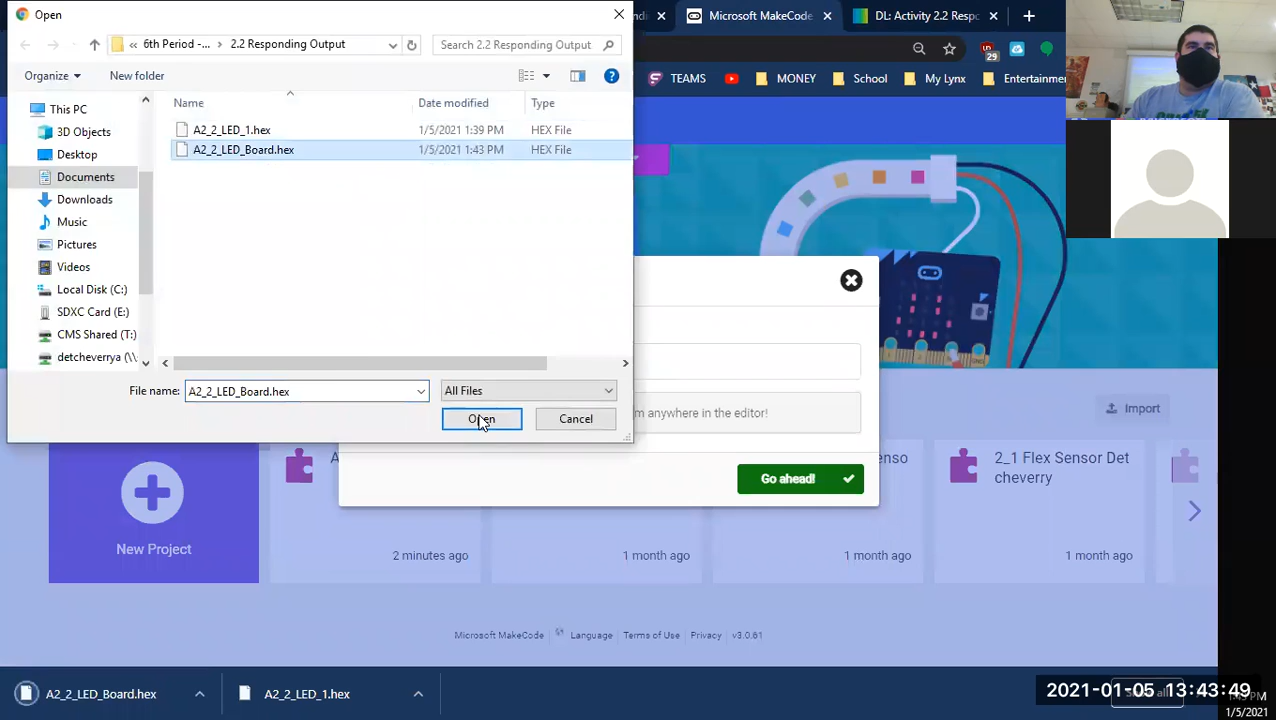 Open
« 6th Period -... > 2.2 Responding Output
Search 2.2 Responding Output
Organize
New folder
Name
Date modified
Type
A2_2_LED_1.hex
1/5/2021 1:39 PM
HEX File
A2_2_LED_Board.hex
1/5/2021 1:43 PM
HEX File
This PC
3D Objects
Desktop
Documents
Downloads
Music
Pictures
Videos
Local Disk (C:)
SDXC Card (E:)
CMS Shared (T:)
detcheverrya (\\
File name:
A2_2_LED_Board.hex
All Files
Open
Cancel
Microsoft MakeCode
DL: Activity 2.2 Respo
29
TEAMS
MONEY
School
My Lynx
Entertainme
m anywhere in the editor!
Go ahead!
Import
New Project
A
2 minutes ago
1 month ago
enso
1 month ago
2_1 Flex Sensor Det
cheverry
1 month ago
Microsoft MakeCode
Language
Terms of Use
Privacy
v3.0.61
A2_2_LED_Board.hex
A2_2_LED_1.hex
2021-01-05 13:43:49
1/5/2021